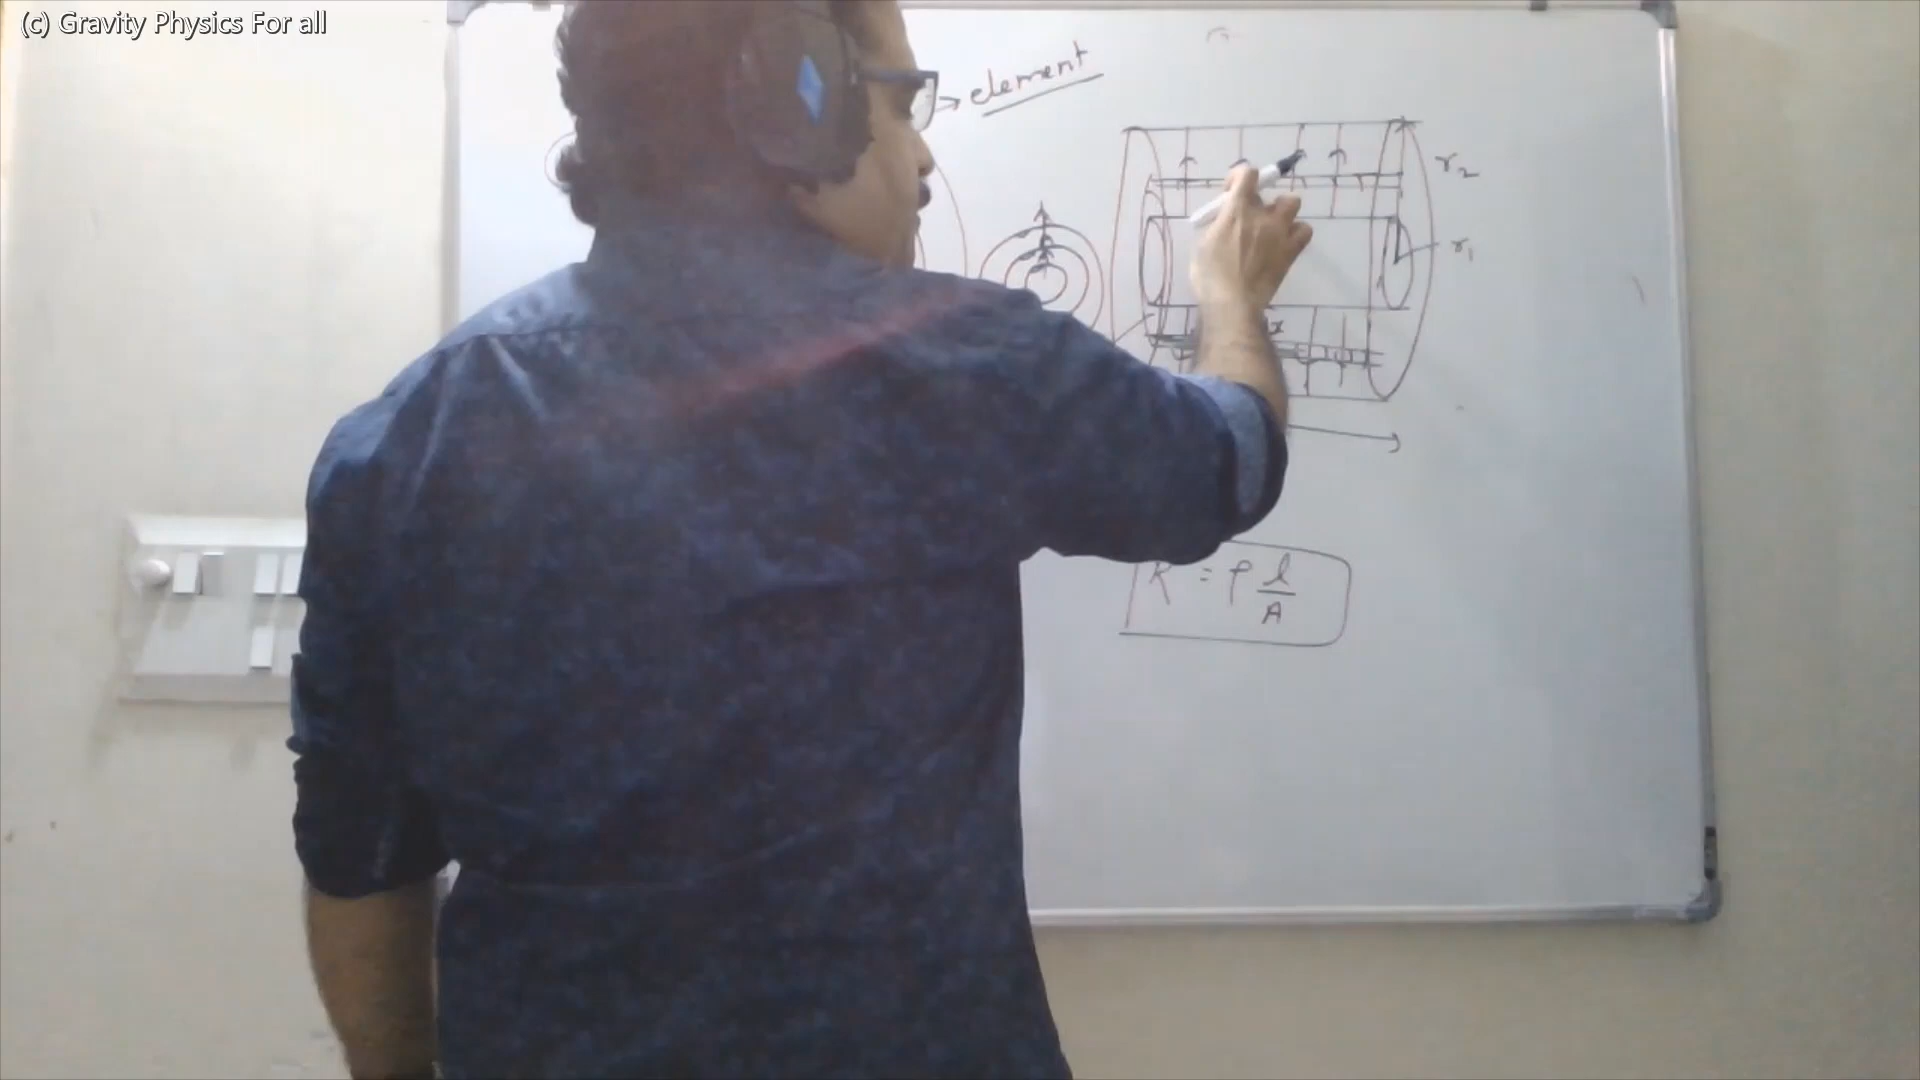 (c) Gravity Physics For all
→ element
r₂
r₁
x
R = ρ l/A